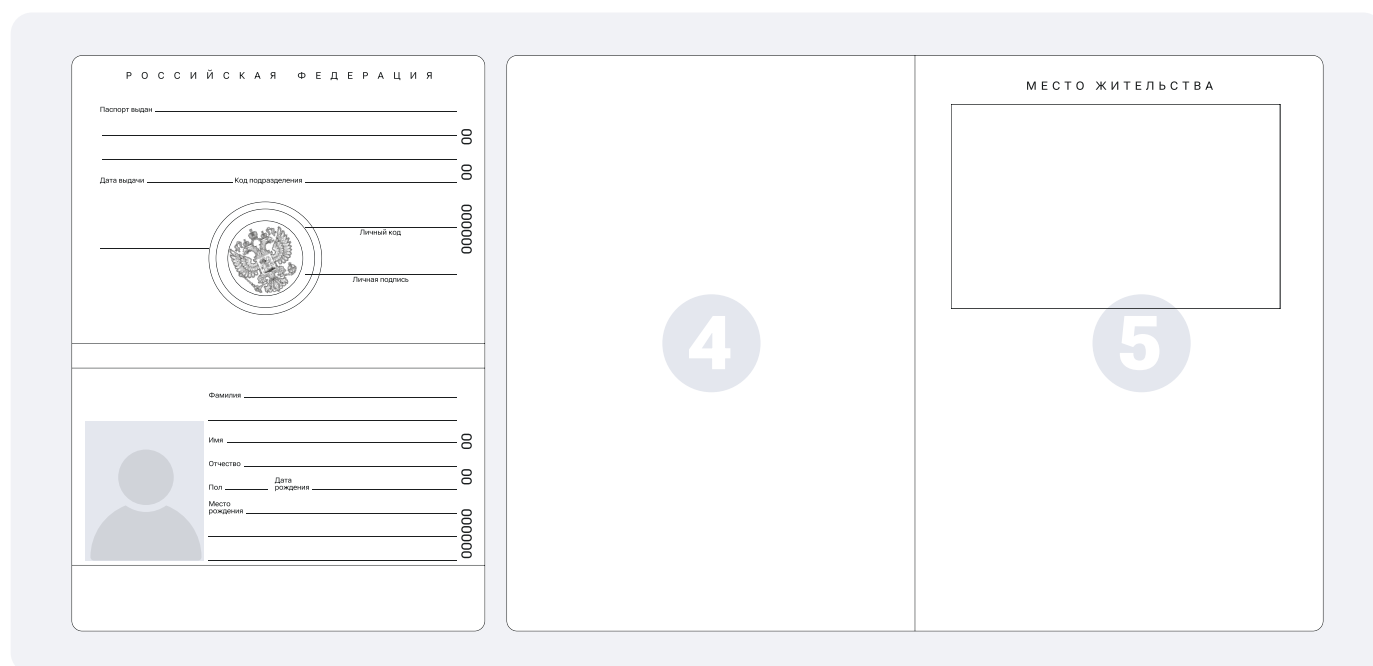 РОССИЙСКАЯ ФЕДЕРАЦИЯ
Паспорт выдан
Дата выдачи Код подразделения
Личный код
Личная подпись
00 00 000000
Фамилия
Имя
Отчество
Пол Дата рождения
Место
рождения
00 00 000000
4
МЕСТО ЖИТЕЛЬСТВА
5